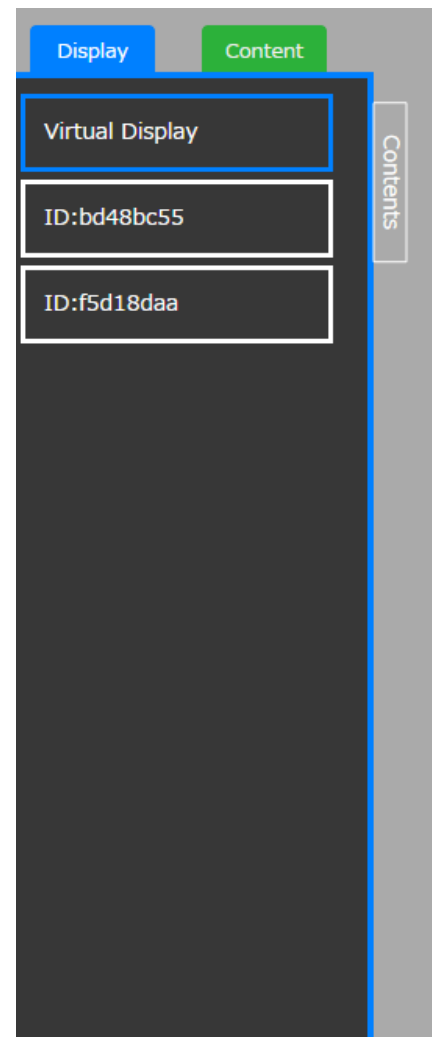 Display
Content
Virtual Display
Contents
ID:bd48bc55
ID:f5d18daa